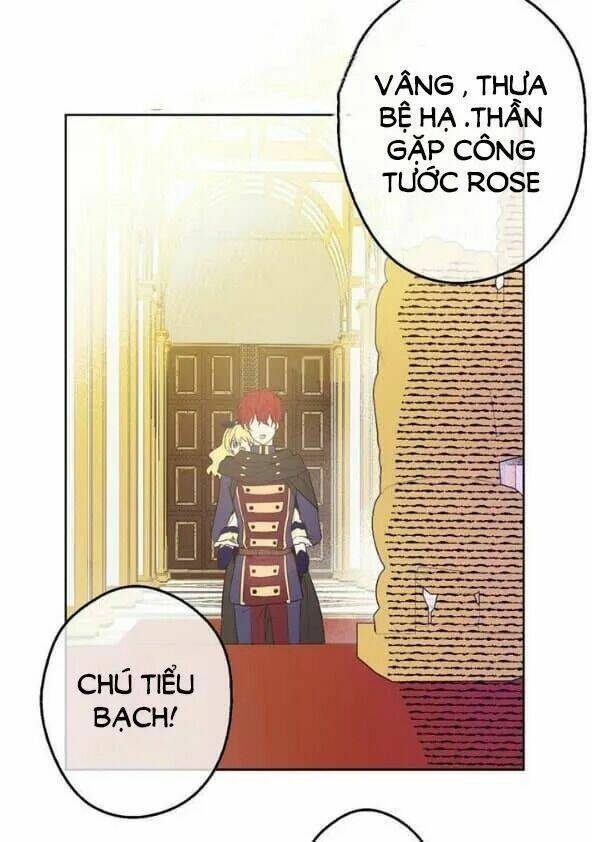 VÂNG , THƯA
BỆ HẠ .THẦN
GẶP CÔNG
TƯỚC ROSE
CHÚ TIỂU
BẠCH!